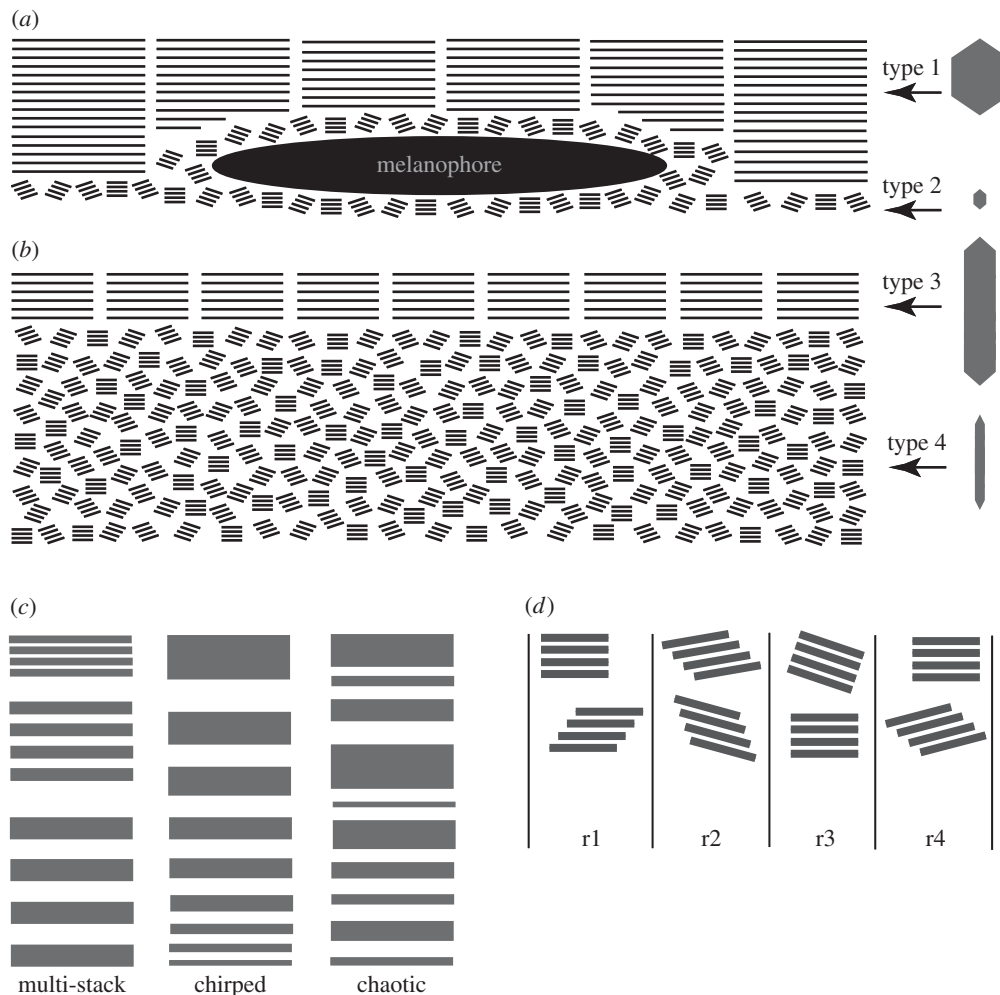 (a)
type 1
melanophore
type 2
(b)
type 3
type 4
(c)
multi-stack
chirped
chaotic
(d)
r1
r2
r3
r4